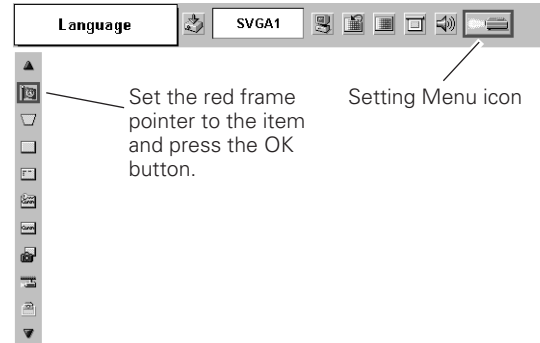 Language
SVGA1
Set the red frame
pointer to the item
and press the OK
button.
Setting Menu icon